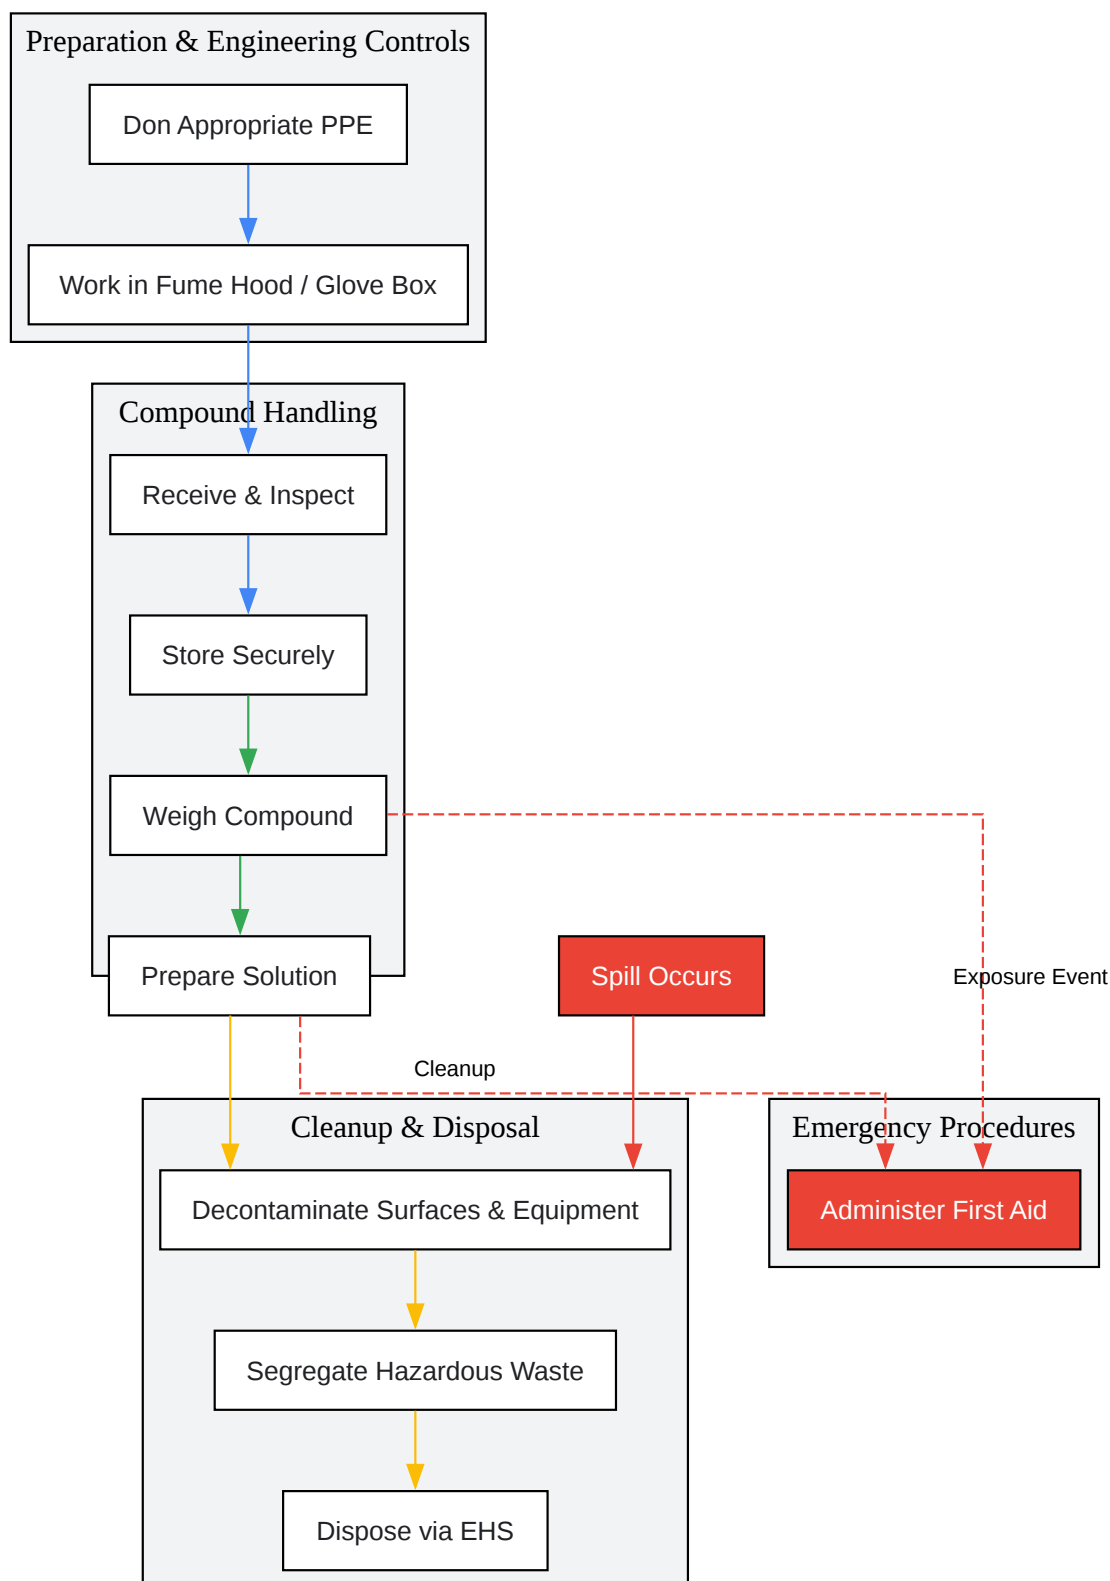 Preparation & Engineering Controls
Don Appropriate PPE
Work in Fume Hood / Glove Box
Compound Handling
Receive & Inspect
Store Securely
Weigh Compound
Prepare Solution
Spill Occurs
Exposure Event
Cleanup
Cleanup & Disposal
Emergency Procedures
Decontaminate Surfaces & Equipment
Administer First Aid
Segregate Hazardous Waste
Dispose via EHS